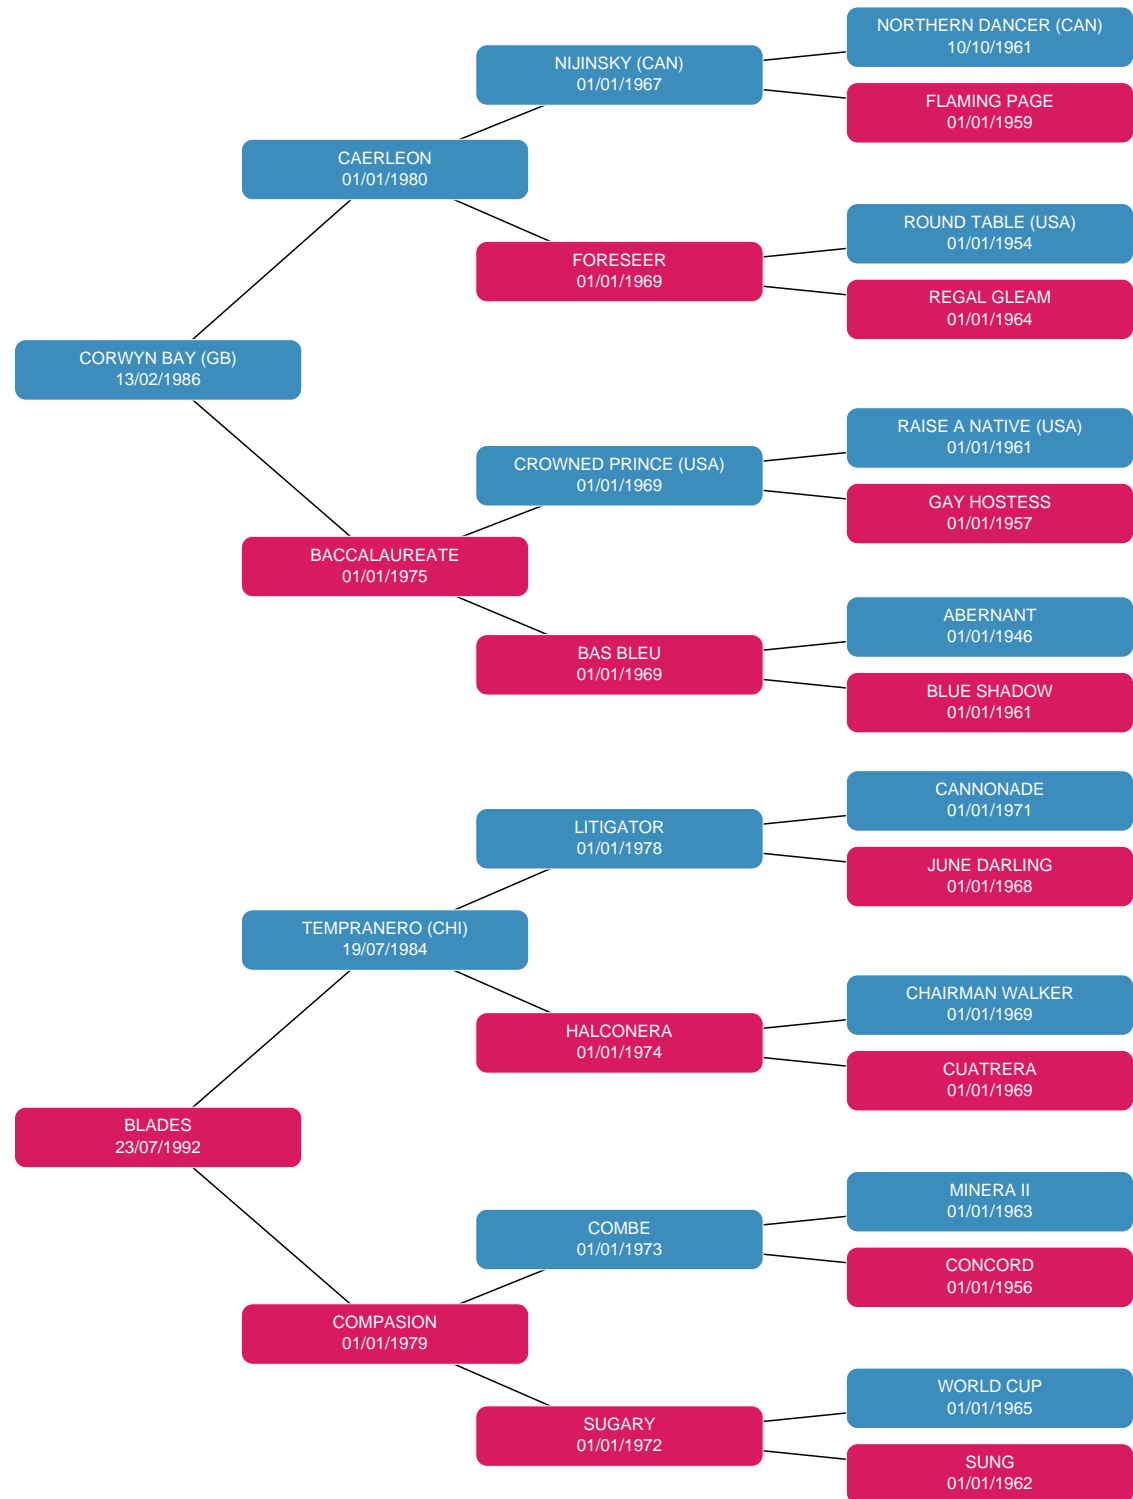 NORTHERN DANCER (CAN)
10/10/1961
NIJINSKY (CAN)
01/01/1967
FLAMING PAGE
01/01/1959
CAERLEON
01/01/1980
ROUND TABLE (USA)
01/01/1954
FORESEER
01/01/1969
REGAL GLEAM
01/01/1964
CORWYN BAY (GB)
13/02/1986
RAISE A NATIVE (USA)
01/01/1961
CROWNED PRINCE (USA)
01/01/1969
GAY HOSTESS
01/01/1957
BACCALAUREATE
01/01/1975
ABERNANT
01/01/1946
BAS BLEU
01/01/1969
BLUE SHADOW
01/01/1961
CANNONADE
01/01/1971
LITIGATOR
01/01/1978
JUNE DARLING
01/01/1968
TEMPRANERO (CHI)
19/07/1984
CHAIRMAN WALKER
01/01/1969
HALCONERA
01/01/1974
CUATRERA
01/01/1969
BLADES
23/07/1992
MINERA II
01/01/1963
COMBE
01/01/1973
CONCORD
01/01/1956
COMPASION
01/01/1979
WORLD CUP
01/01/1965
SUGARY
01/01/1972
SUNG
01/01/1962